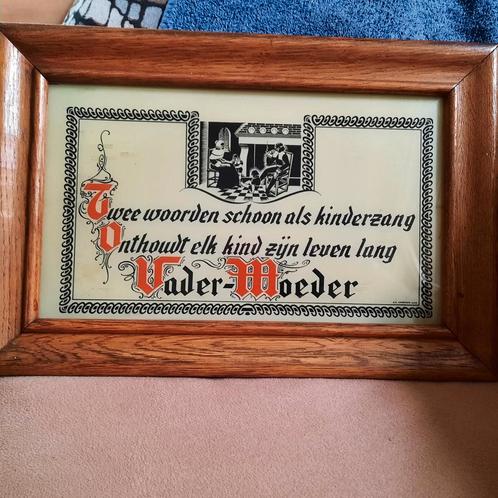 Twee woorden schoon als kinderzang
Onthoudt elk kind zijn leven lang
Vader-Moeder